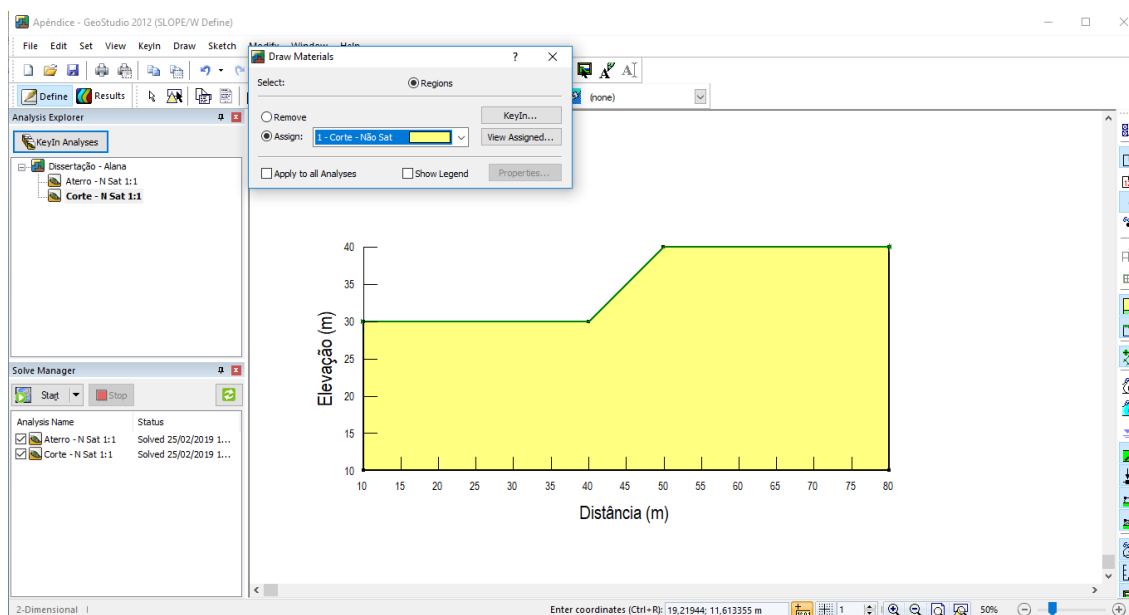 Apéndice - GeoStudio 2012 (SLOPE/W Define)
File Edit Set View KeyIn Draw Sketch Modify Window Help
Define Results
(none)
Draw Materials ? ×
Select: Regions
Remove KeyIn...
Assign: 1 - Corte - Não Sat View Assigned...
Apply to all Analyses Show Legend Properties...
Analysis Explorer
KeyIn Analyses
Dissertação - Alana
Aterro - N Sat 1:1
Corte - N Sat 1:1
Solve Manager
Start Stop
Analysis Name Status
Aterro - N Sat 1:1 Solved 25/02/2019 1...
Corte - N Sat 1:1 Solved 25/02/2019 1...
Elevação (m)
40
35
30
25
20
15
10
10 15 20 25 30 35 40 45 50 55 60 65 70 75 80
Distância (m)
2-Dimensional Enter coordinates (Ctrl+R): 19,21944; 11,613355 m 1 50%